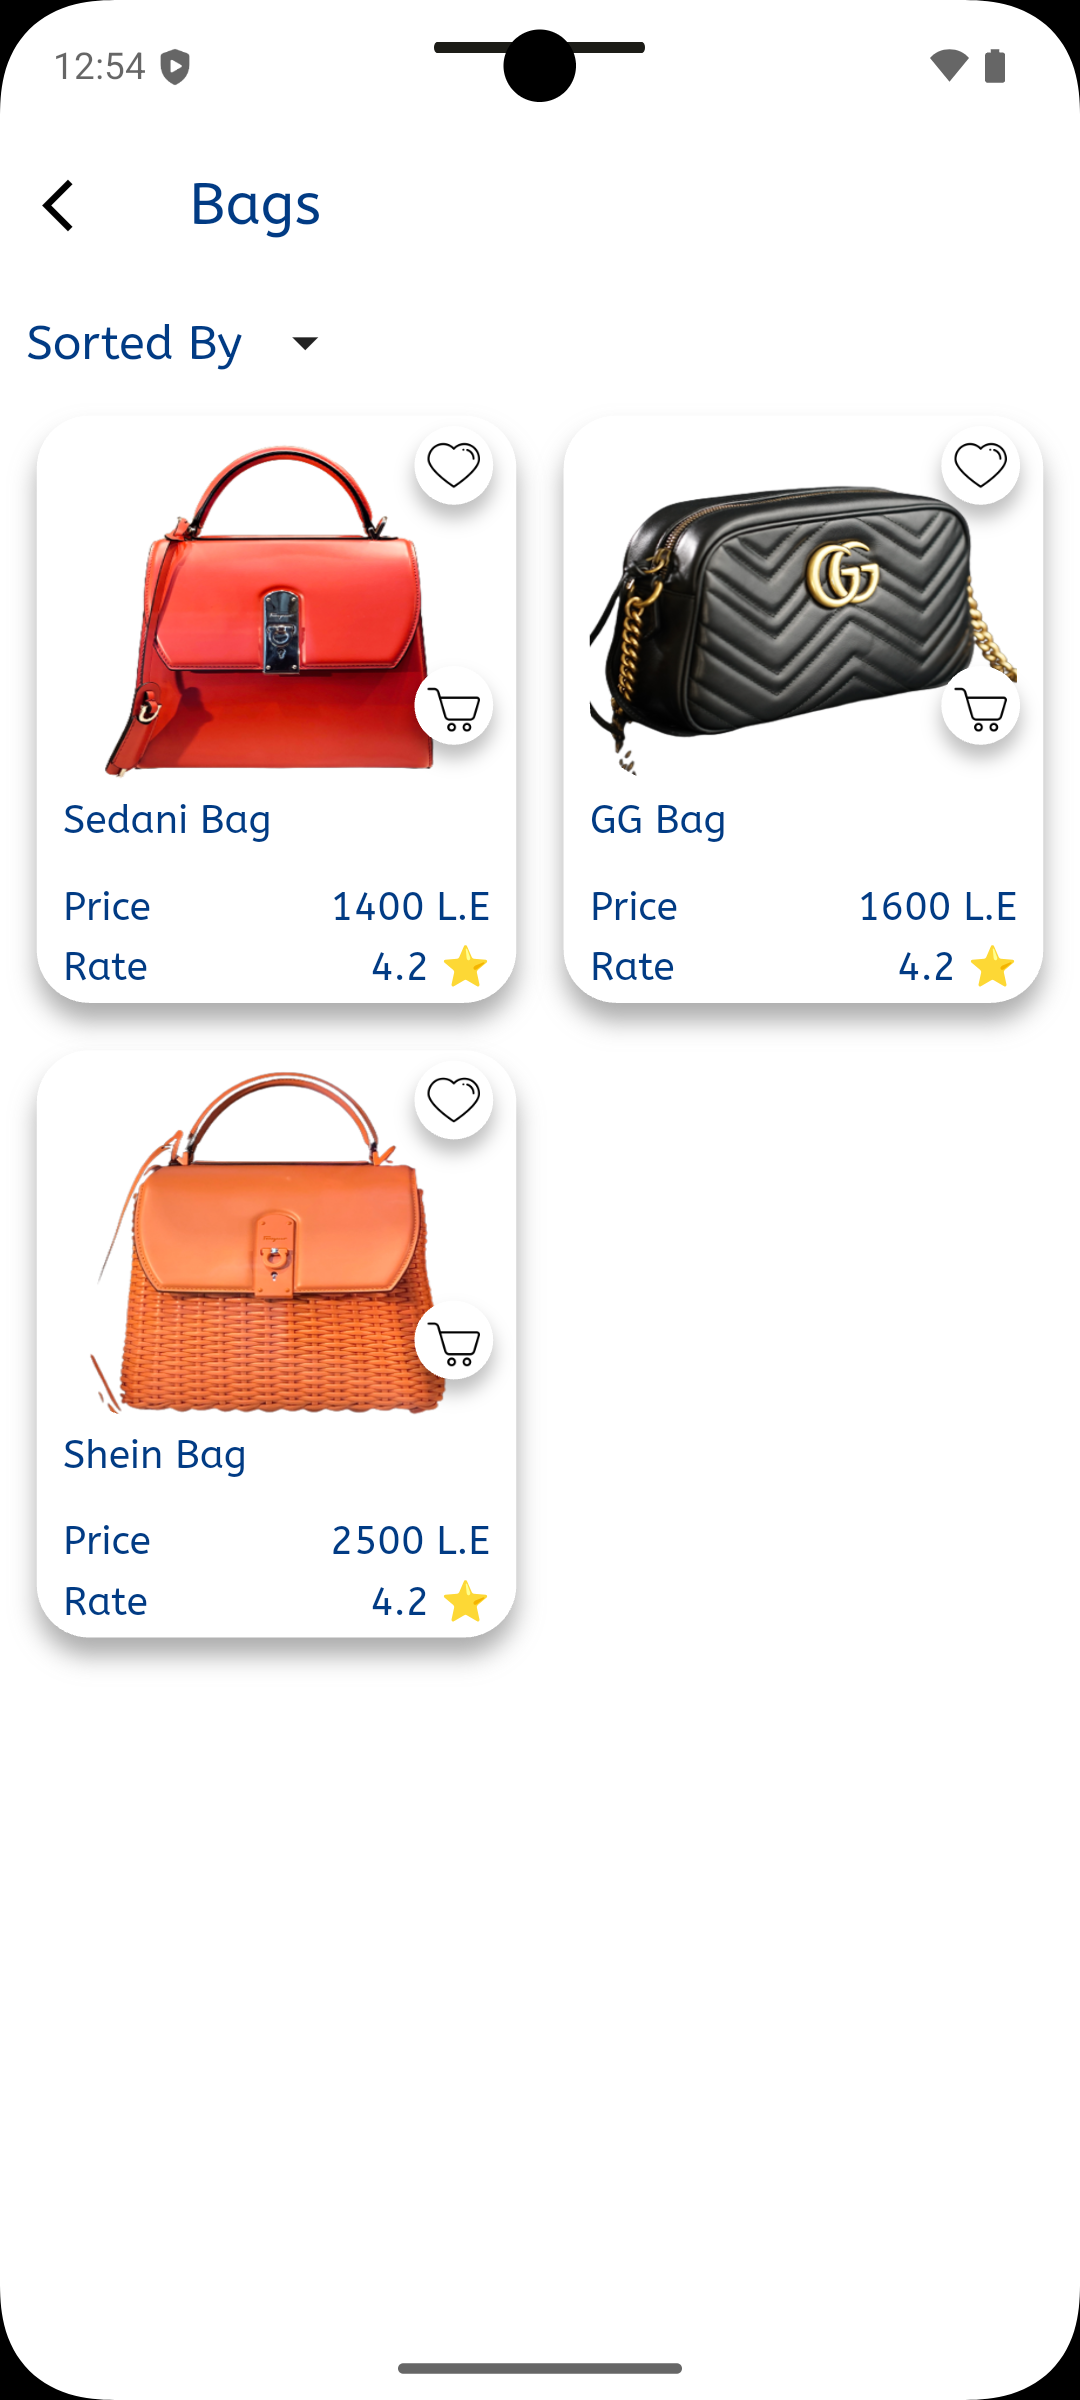 12:54
Bags
Sorted By
Sedani Bag
Price 1400 L.E
Rate 4.2
GG Bag
Price 1600 L.E
Rate 4.2
Shein Bag
Price 2500 L.E
Rate 4.2